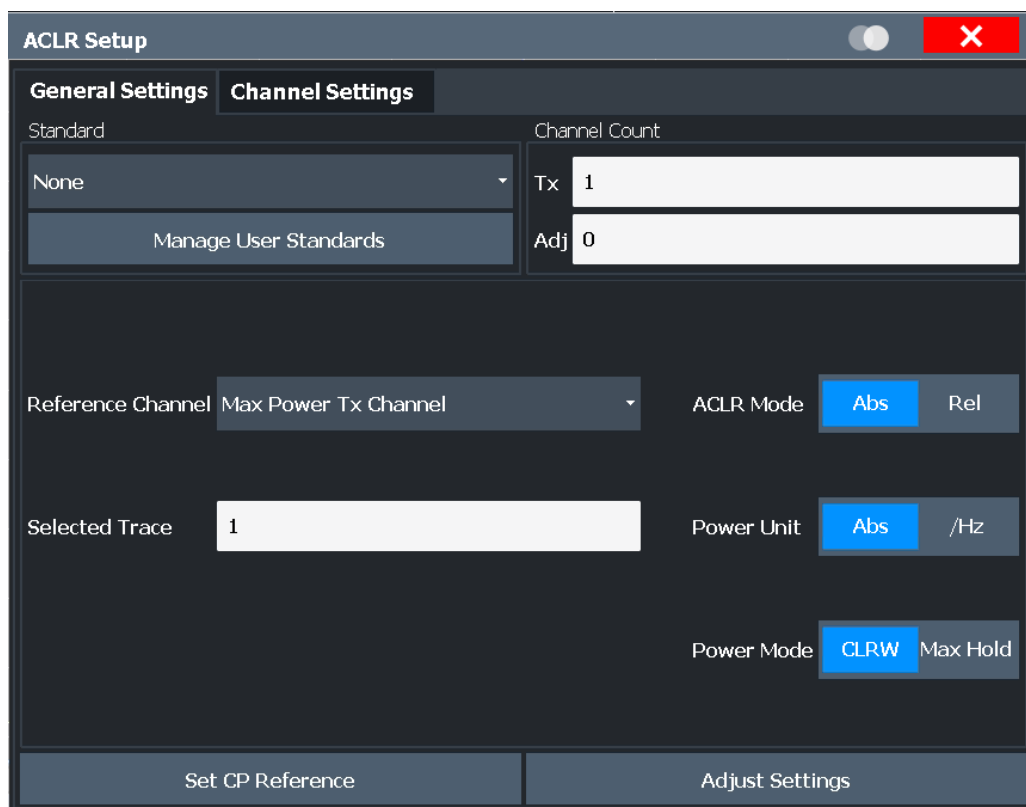 ACLR Setup
General Settings Channel Settings
Standard
Channel Count
None
Tx 1
Manage User Standards
Adj 0
Reference Channel Max Power Tx Channel
ACLR Mode Abs Rel
Selected Trace 1
Power Unit Abs /Hz
Power Mode CLRW Max Hold
Set CP Reference
Adjust Settings